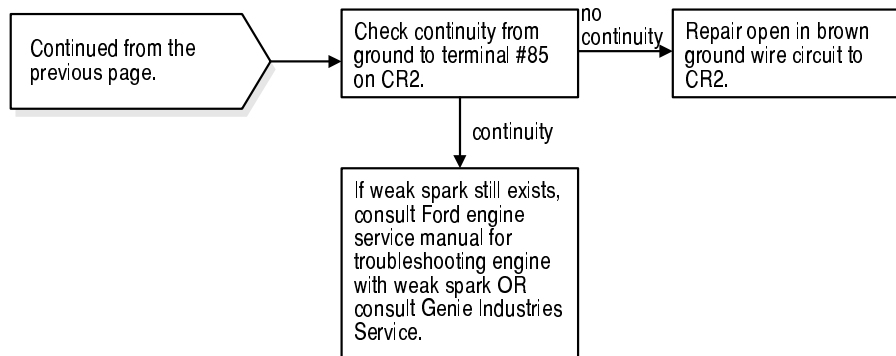 Continued from the
previous page.
Check continuity from
ground to terminal #85
on CR2.
no
continuity
Repair open in brown
ground wire circuit to
CR2.
continuity
If weak spark still exists,
consult Ford engine
service manual for
troubleshooting engine
with weak spark OR
consult Genie Industries
Service.